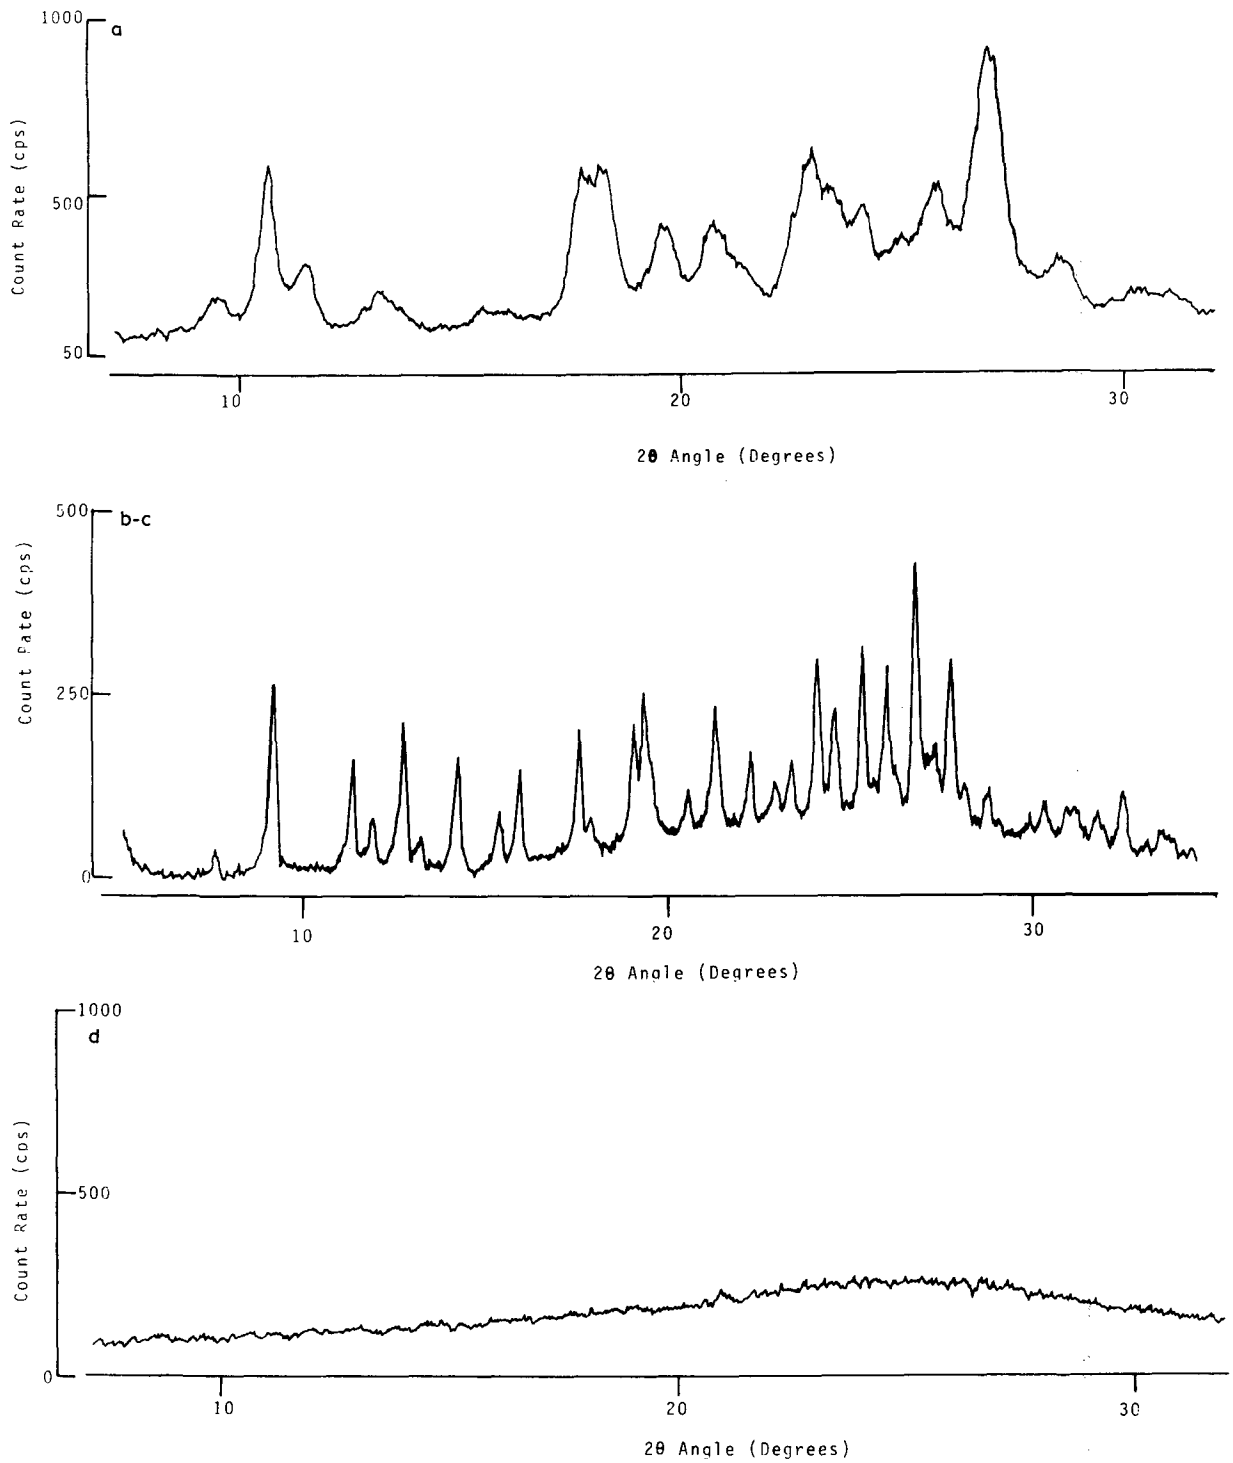 1000
a
Count Rate (cps)
500
50
10 20 30
2θ Angle (Degrees)
500
b-c
Count Rate (cps)
250
0
10 20 30
2θ Angle (Degrees)
1000
d
Count Rate (cps)
500
0
10 20 30
2θ Angle (Degrees)